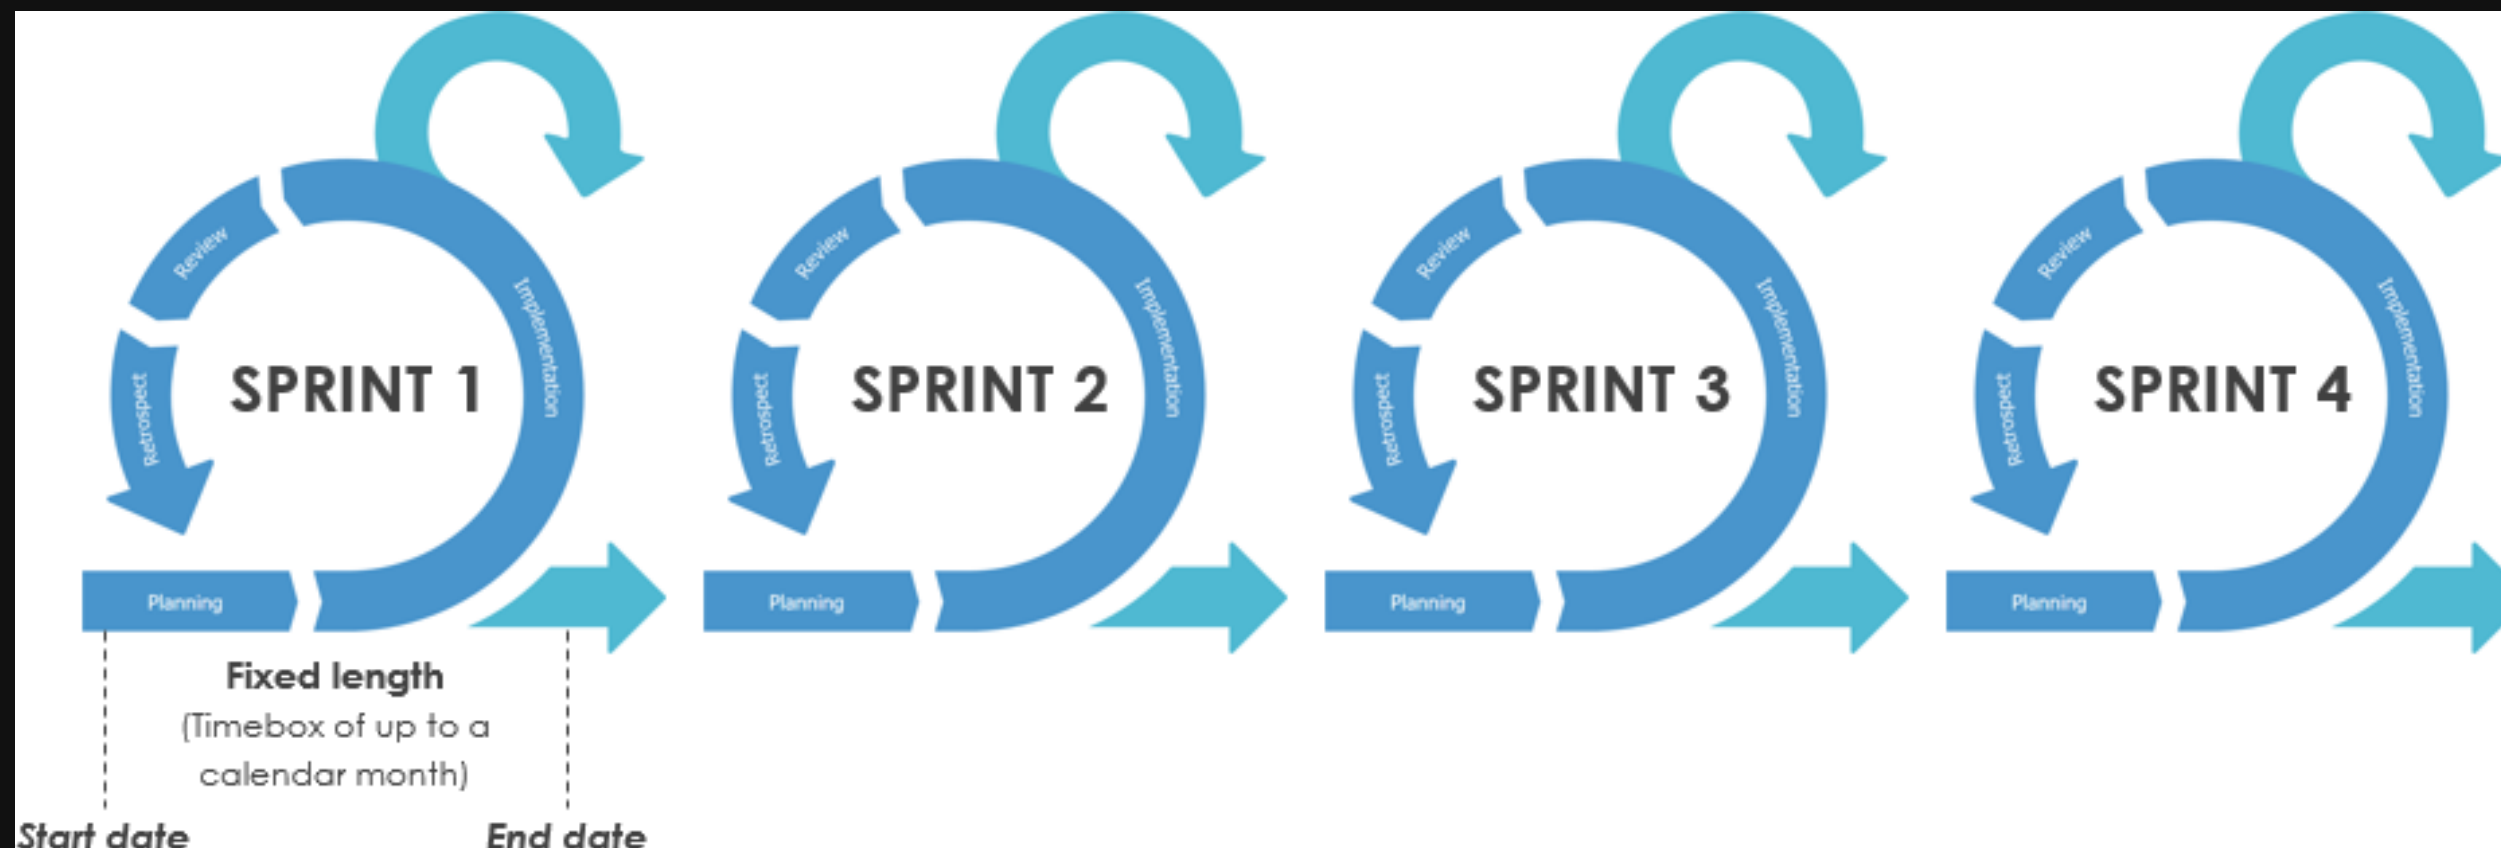 Review
Implementation
SPRINT 1
Retrospect
Planning
Review
Implementation
SPRINT 2
Retrospect
Planning
Review
Implementation
SPRINT 3
Retrospect
Planning
Review
Implementation
SPRINT 4
Retrospect
Planning
Fixed length
(Timebox of up to a
calendar month)
Start date
End date